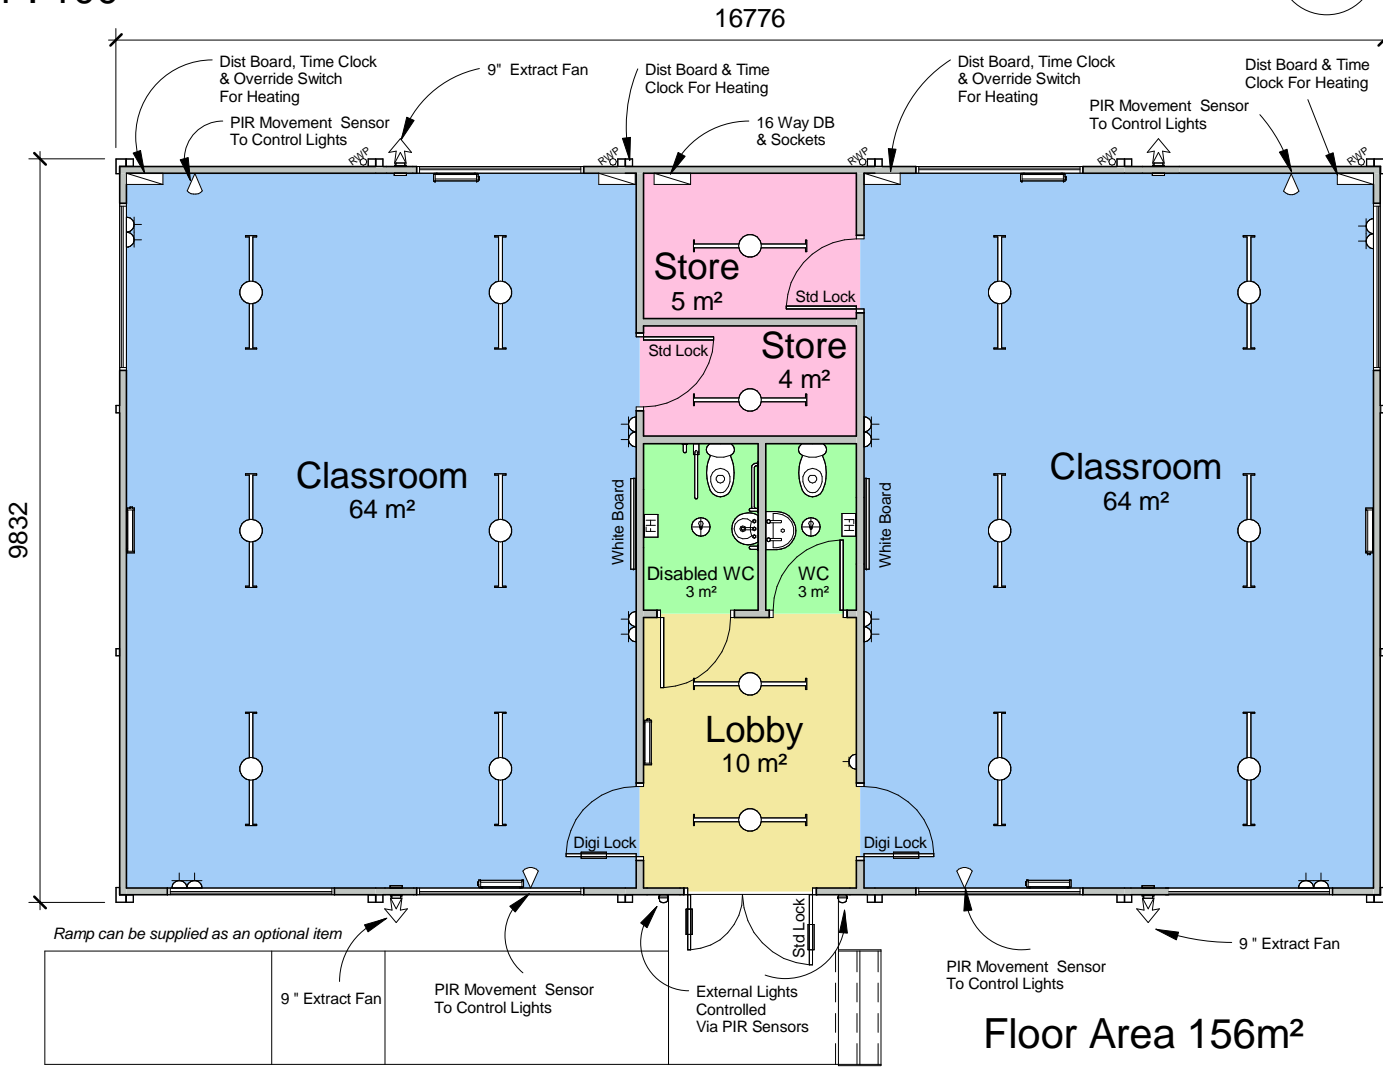 16776
Dist Board, Time Clock
& Override Switch
For Heating
9" Extract Fan
Dist Board & Time
Clock For Heating
Dist Board, Time Clock
& Override Switch
For Heating
Dist Board & Time
Clock For Heating
PIR Movement Sensor
To Control Lights
16 Way DB
& Sockets
PIR Movement Sensor
To Control Lights
RWP
RWP
RWP
RWP
RWP
Store
5 m²
Std Lock
Std Lock
Store
4 m²
9832
Classroom
64 m²
White Board
FH
FH
White Board
Classroom
64 m²
Disabled WC
3 m²
WC
3 m²
Lobby
10 m²
Digi Lock
Digi Lock
Std Lock
Ramp can be supplied as an optional item
9 " Extract Fan
PIR Movement Sensor
To Control Lights
External Lights
Controlled
Via PIR Sensors
PIR Movement Sensor
To Control Lights
9 " Extract Fan
Floor Area 156m²